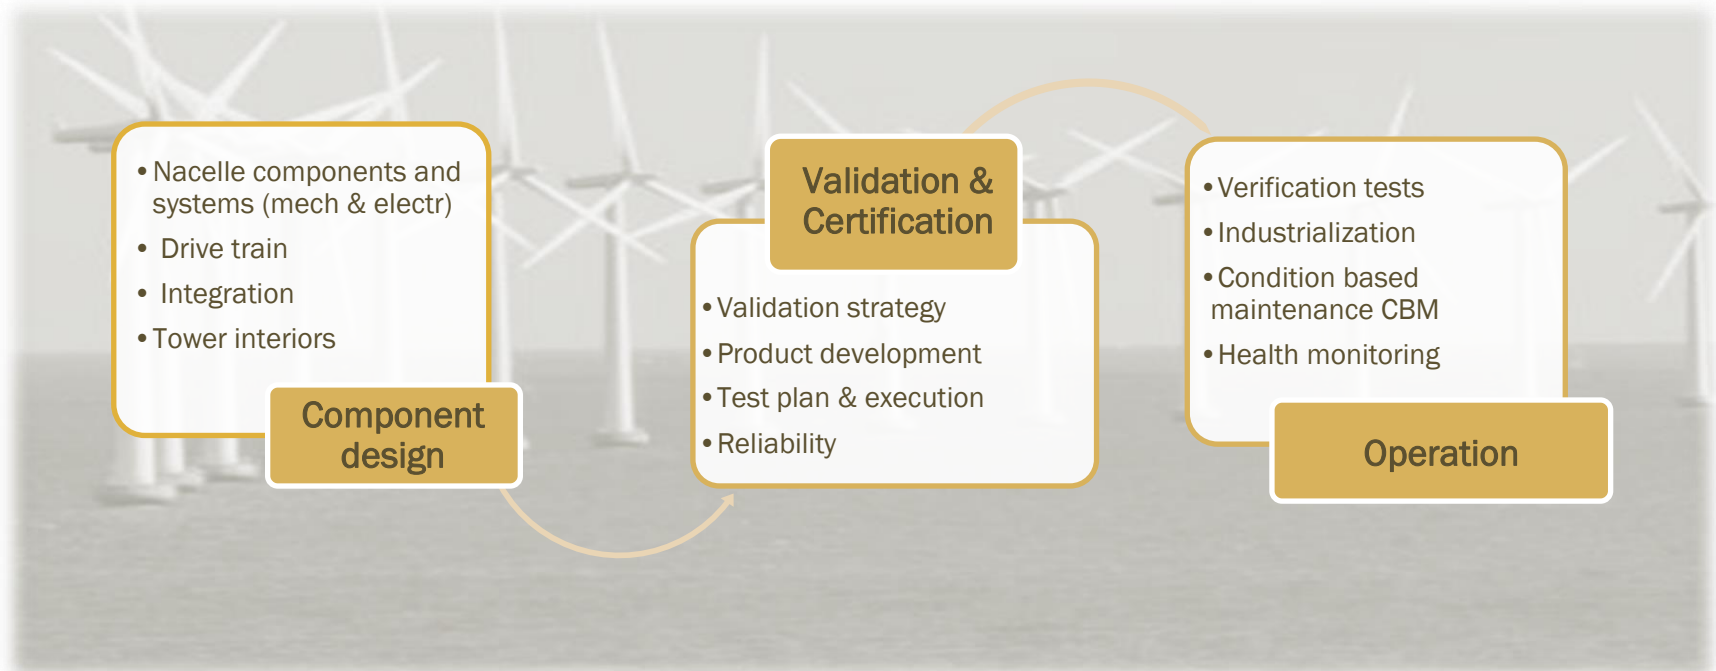 • Nacelle components and
systems (mech & electr)
• Drive train
• Integration
• Tower interiors
Component
design
Validation &
Certification
• Validation strategy
• Product development
• Test plan & execution
• Reliability
• Verification tests
• Industrialization
• Condition based
maintenance CBM
• Health monitoring
Operation